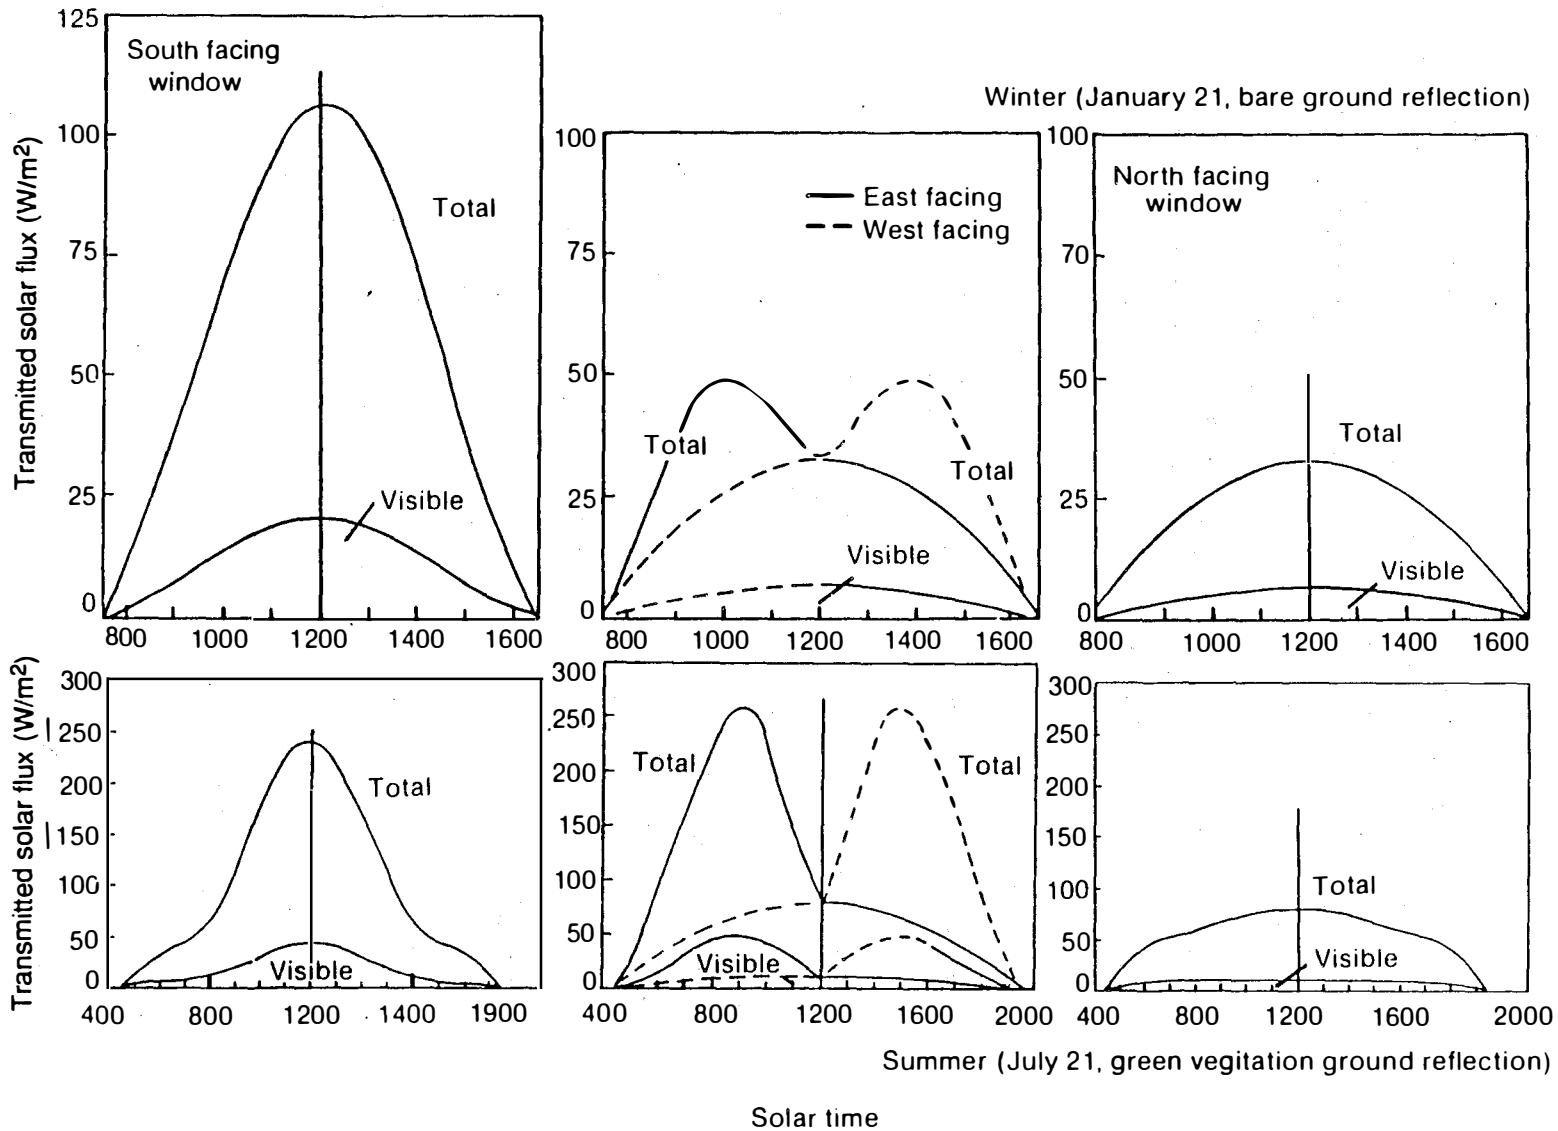 South facing
window
Transmitted solar flux (W/m²)
125
100
75
50
25
0
Total
Visible
800 1000 1200 1400 1600
Winter (January 21, bare ground reflection)
100
75
50
25
0
East facing
West facing
Total
Total
Visible
800 1000 1200 1400 1600
North facing
window
100
70
50
25
0
Total
Visible
800 1000 1200 1400 1600
Transmitted solar flux (W/m²)
300
250
200
150
100
50
0
Total
Visible
400 800 1200 1400 1900
300
250
200
150
100
50
0
Total
Total
Visible
400 800 1200 1600 2000
300
250
200
150
100
50
0
Total
Visible
400 800 1200 1600 2000
Summer (July 21, green vegitation ground reflection)
Solar time